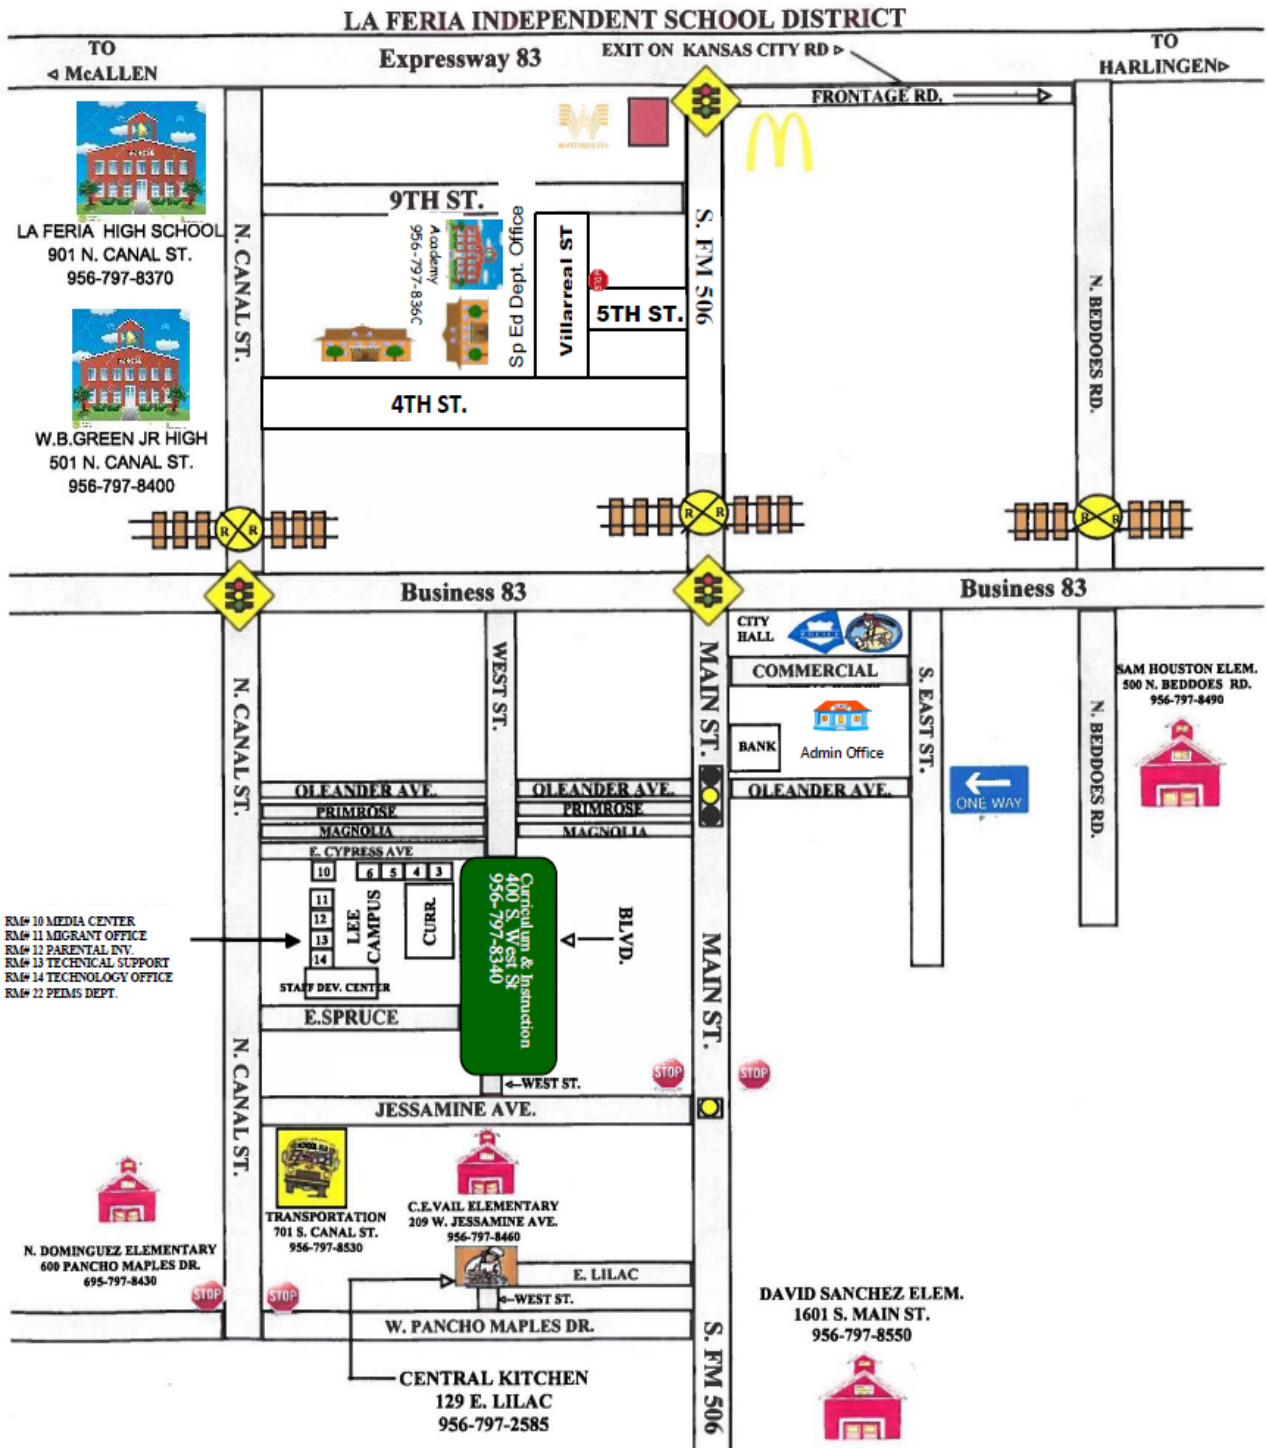 LA FERIA INDEPENDENT SCHOOL DISTRICT
TO
McALLEN
Expressway 83
EXIT ON KANSAS CITY RD
TO
HARLINGEN
FRONTAGE RD.
LA FERIA HIGH SCHOOL
901 N. CANAL ST.
956-797-8370
N. CANAL ST.
9TH ST.
Academy
Sp Ed Dept. Office
Villarreal ST
STOP
5TH ST.
S. FM 506
N. BEDDOES RD.
4TH ST.
W.B.GREEN JR HIGH
501 N. CANAL ST.
956-797-8400
R R
R R
Business 83
Business 83
CITY
HALL
COMMERCIAL
BANK
Admin Office
WEST ST.
MAIN ST.
S. EAST ST.
N. CANAL ST.
N. BEDDOES RD.
SAM HOUSTON ELEM.
500 N. BEDDOES RD.
956-797-8490
OLEANDER AVE.
OLEANDER AVE.
OLEANDER AVE.
ONE WAY
PRIMROSE
PRIMROSE
MAGNOLIA
MAGNOLIA
E. CYPRESS AVE
10
6
5
4
3
11
12
13
14
LEE
CAMPUS
CURR.
STAFF DEV. CENTER
Curriculum & Instruction
400 S. West St
956-797-8340
BLVD.
RM# 10 MEDIA CENTER
RM# 11 MIGRANT OFFICE
RM# 12 PARENTAL INV.
RM# 13 TECHNICAL SUPPORT
RM# 14 TECHNOLOGY OFFICE
RM# 22 PEIMS DEPT.
E.SPRUCE
MAIN ST.
N. CANAL ST.
STOP
STOP
WEST ST.
JESSAMINE AVE.
TRANSPORTATION
701 S. CANAL ST.
956-797-8530
C.E.VAIL ELEMENTARY
209 W. JESSAMINE AVE.
956-797-8460
N. DOMINGUEZ ELEMENTARY
600 PANCHO MAPLES DR.
695-797-8430
STOP
STOP
E. LILAC
WEST ST.
W. PANCHO MAPLES DR.
S. FM 506
DAVID SANCHEZ ELEM.
1601 S. MAIN ST.
956-797-8550
CENTRAL KITCHEN
129 E. LILAC
956-797-2585